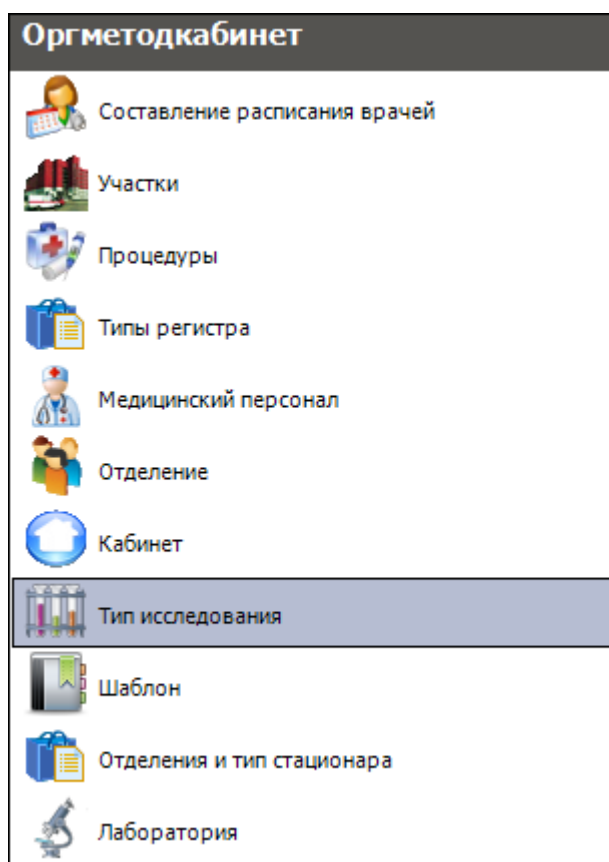 Оргметодкабинет
Составление расписания врачей
Участки
Процедуры
Типы регистра
Медицинский персонал
Отделение
Кабинет
Тип исследования
Шаблон
Отделения и тип стационара
Лаборатория